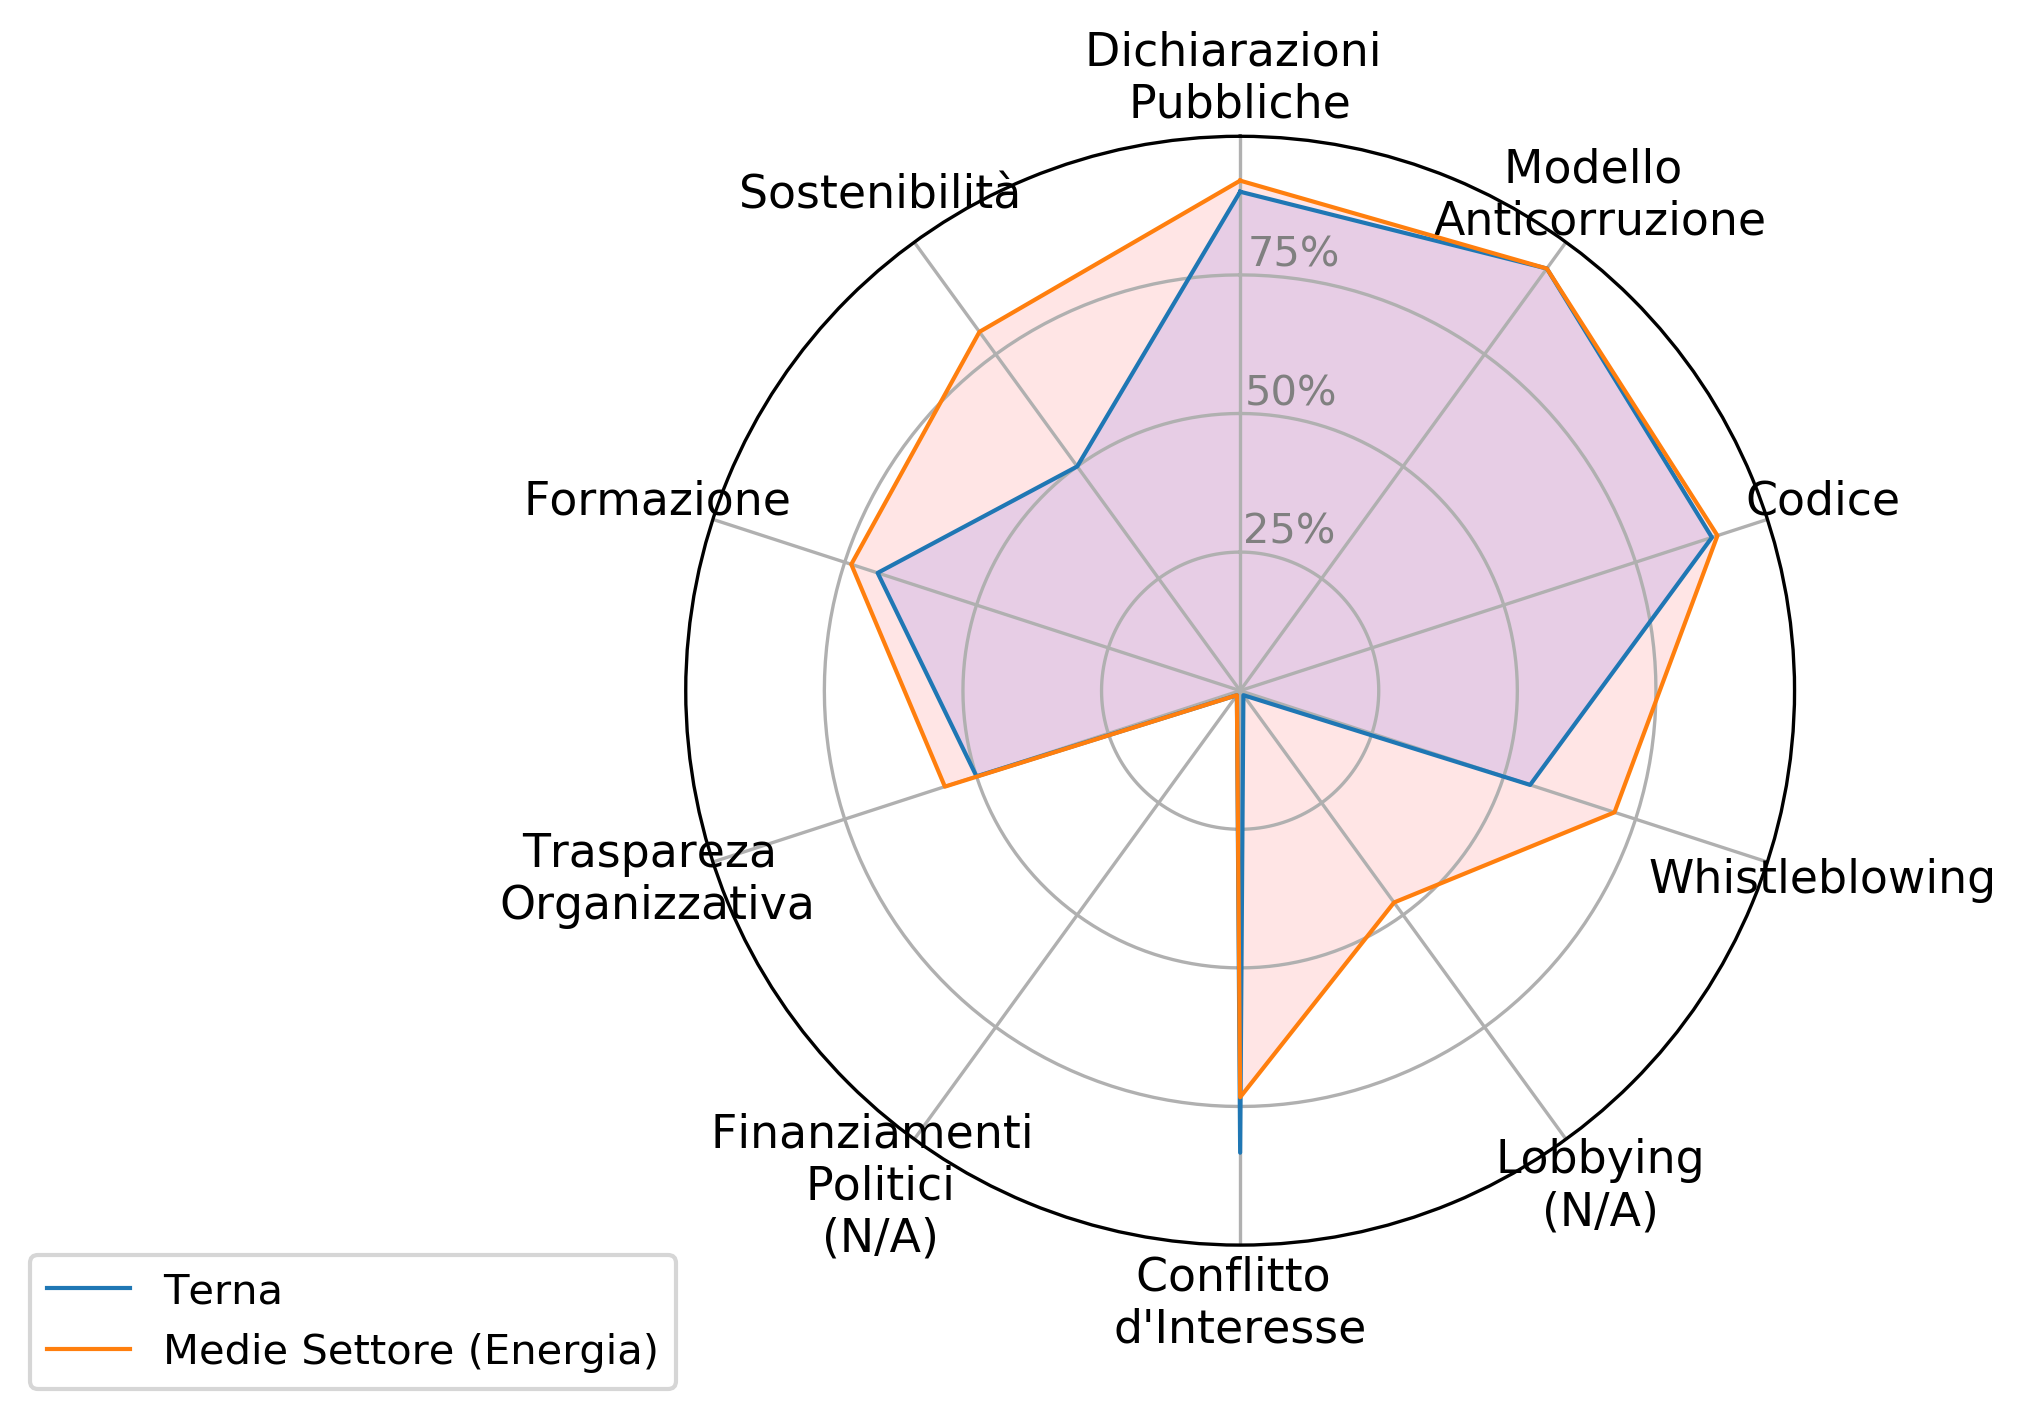 Dichiarazioni
Pubbliche
Modello
Anticorruzione
Sostenibilità
75%
50%
Formazione
Codice
25%
Traspareza
Organizzativa
Whistleblowing
Finanziamenti
Politici
(N/A)
Lobbying
(N/A)
Conflitto
d'Interesse
Terna
Medie Settore (Energia)